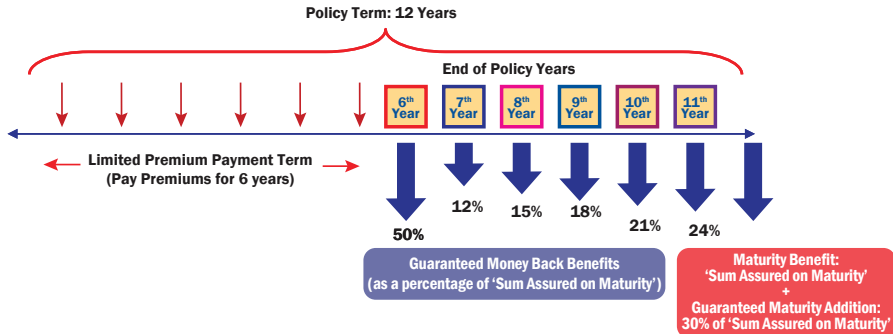 Policy Term: 12 Years
End of Policy Years
6th Year
7th Year
8th Year
9th Year
10th Year
11th Year
Limited Premium Payment Term
(Pay Premiums for 6 years)
50%
12%
15%
18%
21%
24%
Guaranteed Money Back Benefits
(as a percentage of ‘Sum Assured on Maturity’)
Maturity Benefit:
‘Sum Assured on Maturity’
+
Guaranteed Maturity Addition:
30% of ‘Sum Assured on Maturity’